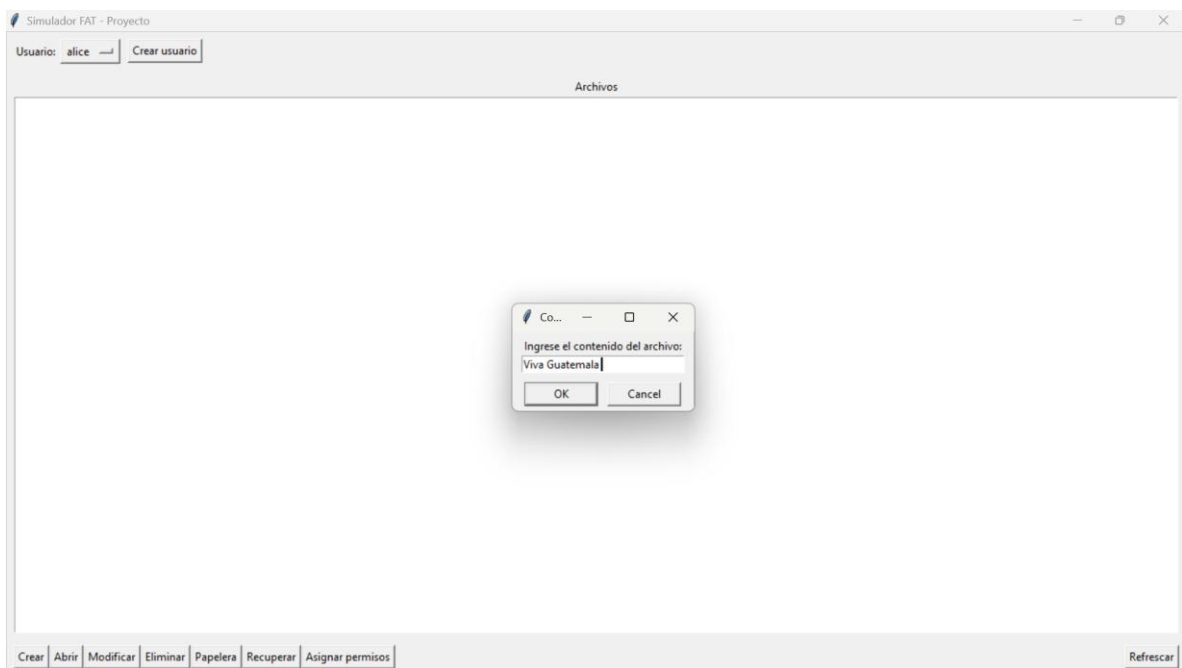 Simulador FAT - Proyecto
Usuario: alice Crear usuario
Archivos
Co...
Ingrese el contenido del archivo:
Viva Guatemala
OK Cancel
Crear Abrir Modificar Eliminar Papelera Recuperar Asignar permisos Refrescar